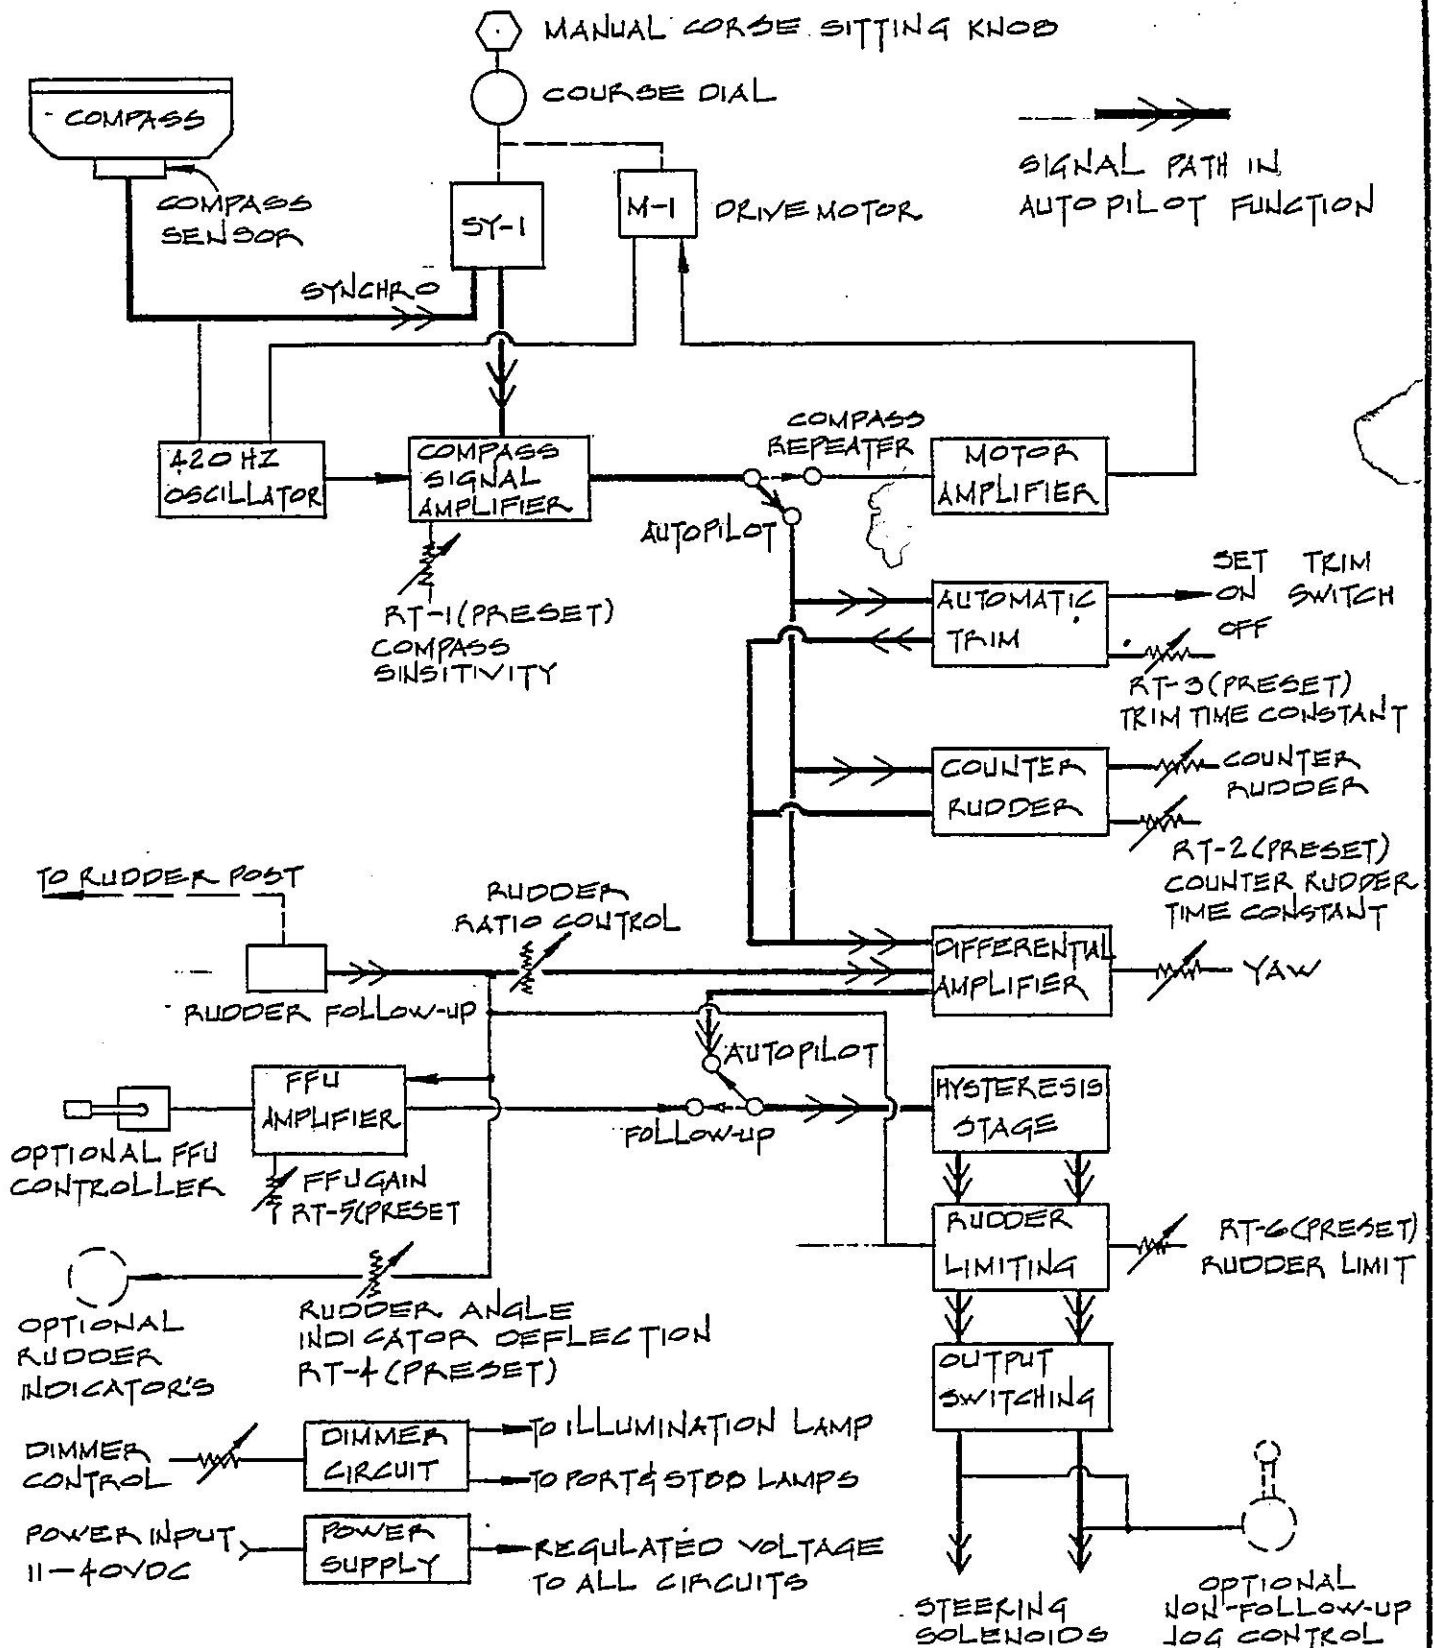 MANUAL CORSE SITTING KNOB
COURSE DIAL
COMPASS
COMPASS
SENSOR
SY-1
M-1
DRIVE MOTOR
SIGNAL PATH IN
AUTOPILOT FUNCTION
SYNCHRO
420 HZ
OSCILLATOR
COMPASS
SIGNAL
AMPLIFIER
COMPASS
REPEATER
MOTOR
AMPLIFIER
AUTOPILOT
RT-1(PRESET)
COMPASS
SINSITIVITY
AUTOMATIC
TRIM
SET TRIM
ON SWITCH
OFF
RT-3(PRESET)
TRIM TIME CONSTANT
COUNTER
RUDDER
COUNTER
RUDDER
RT-2(PRESET)
COUNTER RUDDER
TIME CONSTANT
TO RUDDER POST
RUDDER
RATIO CONTROL
RUDDER FOLLOW-UP
DIFFERENTIAL
AMPLIFIER
YAW
AUTOPILOT
FFU
AMPLIFIER
OPTIONAL FFU
CONTROLLER
FFU GAIN
RT-5(PRESET
FOLLOW-UP
HYSTERESIS
STAGE
RUDDER
LIMITING
RT-6(PRESET)
RUDDER LIMIT
OPTIONAL
RUDDER
INDICATOR'S
RUDDER ANGLE
INDICATOR DEFLECTION
RT-4(PRESET)
OUTPUT
SWITCHING
DIMMER
CONTROL
DIMMER
CIRCUIT
TO ILLUMINATION LAMP
TO PORT & STBD LAMPS
POWER INPUT
11-40VDC
POWER
SUPPLY
REGULATED VOLTAGE
TO ALL CIRCUITS
STEERING
SOLENOIDS
OPTIONAL
NON-FOLLOW-UP
JOG CONTROL